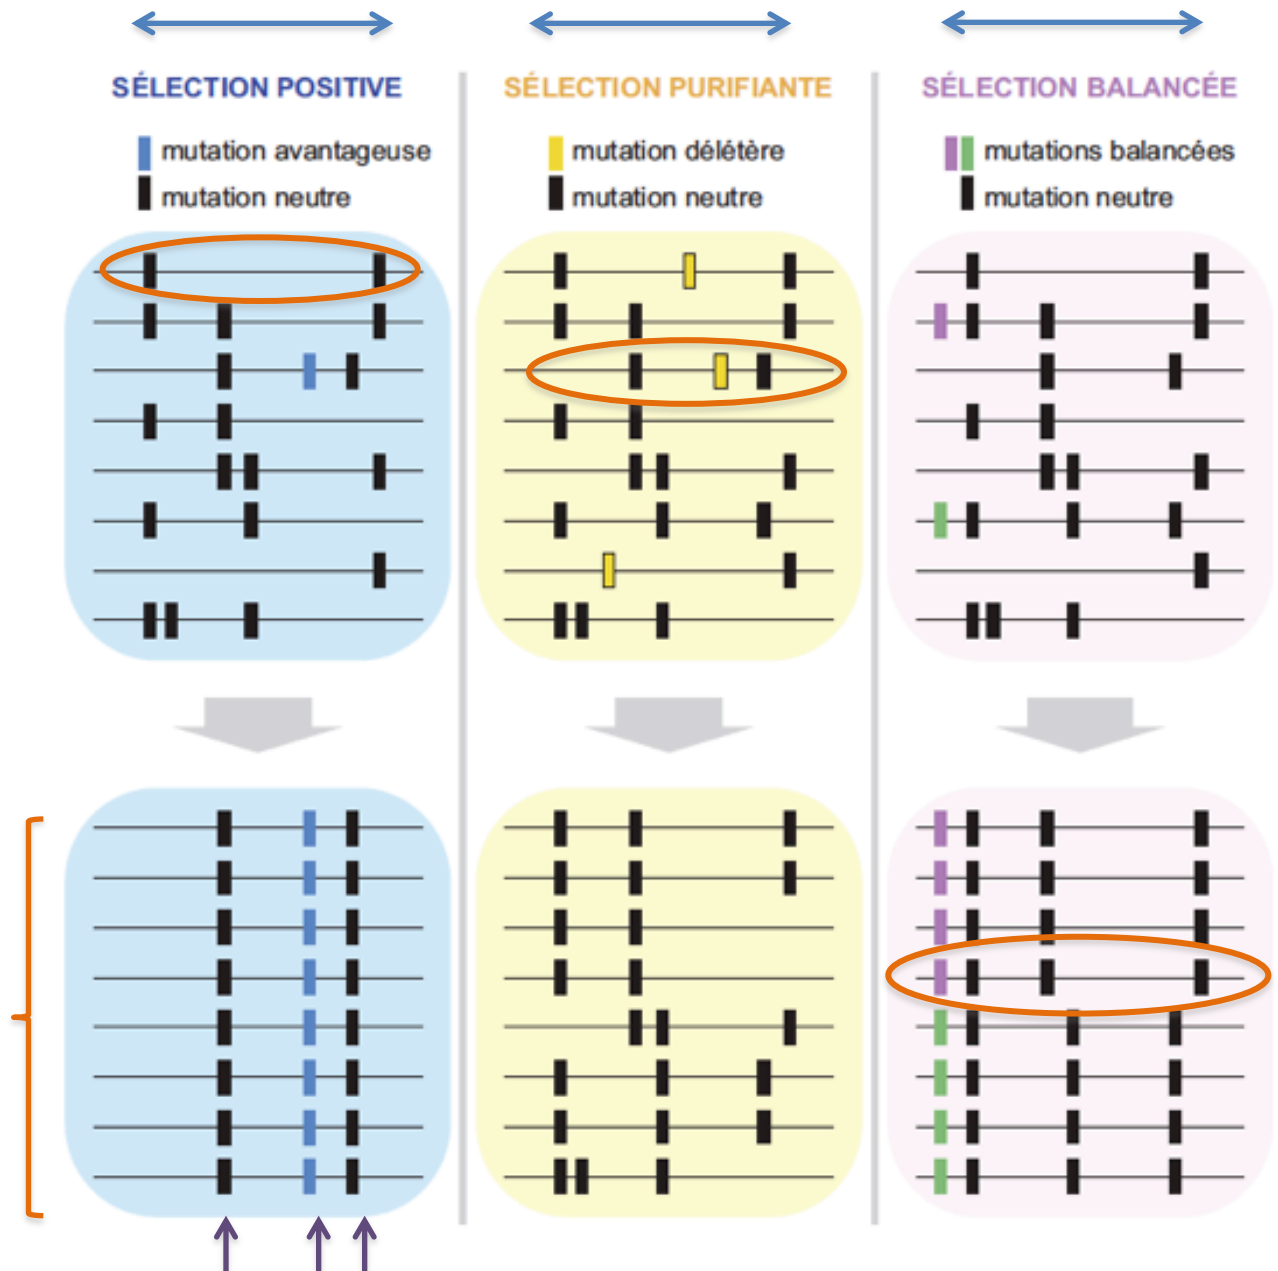 SÉLECTION POSITIVE
mutation avantageuse
mutation neutre
SÉLECTION PURIFIANTE
mutation délétère
mutation neutre
SÉLECTION BALANCÉE
mutations balancées
mutation neutre